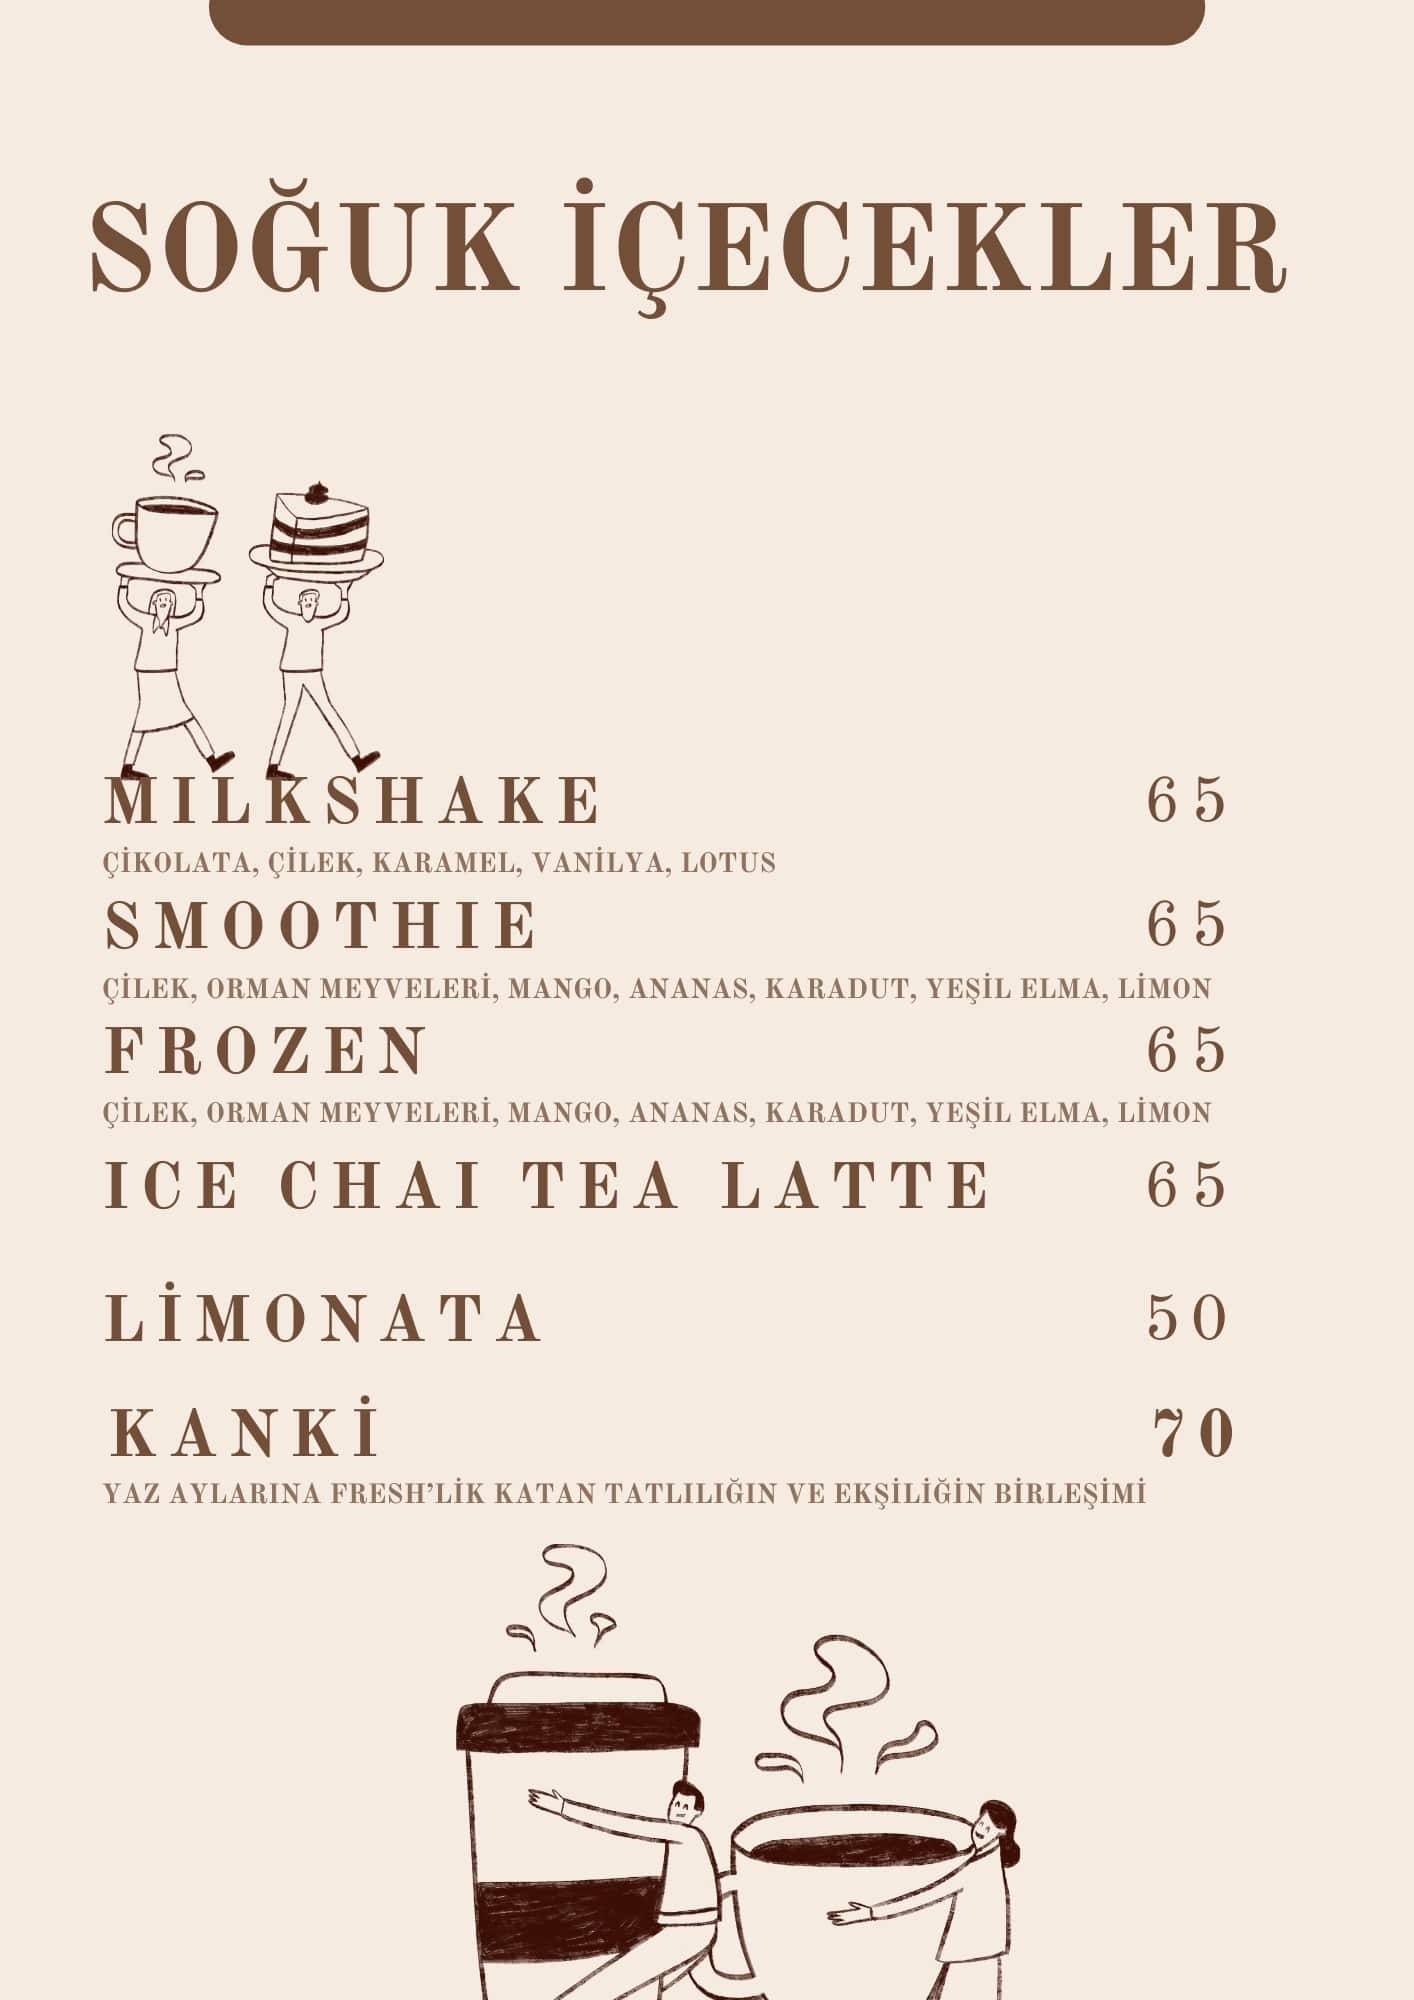 SOĞUK İÇECEKLER
MILKSHAKE 65
ÇİKOLATA, ÇİLEK, KARAMEL, VANİLYA, LOTUS
SMOOTHIE 65
ÇİLEK, ORMAN MEYVELERİ, MANGO, ANANAS, KARADUT, YEŞİL ELMA, LİMON
FROZEN 65
ÇİLEK, ORMAN MEYVELERİ, MANGO, ANANAS, KARADUT, YEŞİL ELMA, LİMON
ICE CHAI TEA LATTE 65
LİMONATA 50
KANKİ 70
YAZ AYLARINA FRESH’LİK KATAN TATLILIĞIN VE EKŞİLİĞİN BİRLEŞİMİ